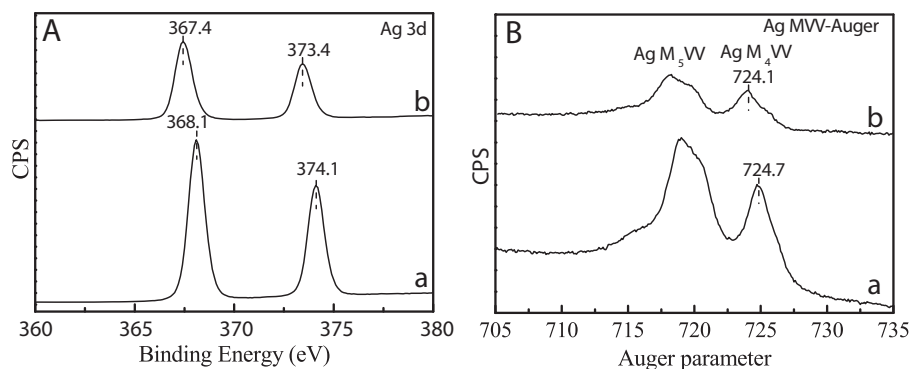 A
Ag 3d
367.4
373.4
b
368.1
374.1
a
CPS
360 365 370 375 380
Binding Energy (eV)
B
Ag MVV-Auger
Ag M₅VV Ag M₄VV
724.1
b
724.7
a
CPS
705 710 715 720 725 730 735
Auger parameter